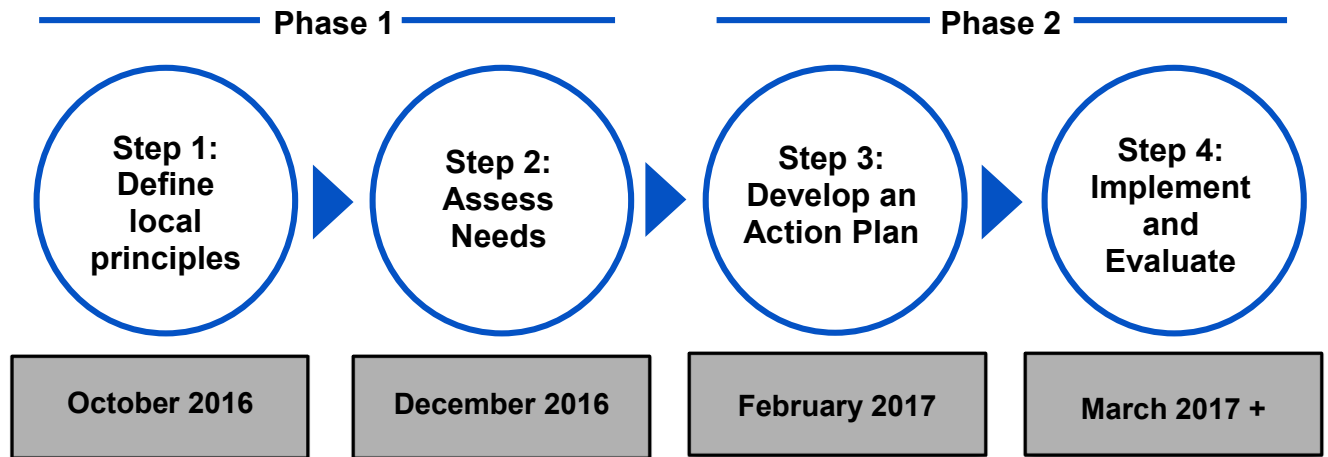 Phase 1
Phase 2
Step 1:
Define
local
principles
Step 2:
Assess
Needs
Step 3:
Develop an
Action Plan
Step 4:
Implement
and
Evaluate
October 2016
December 2016
February 2017
March 2017 +